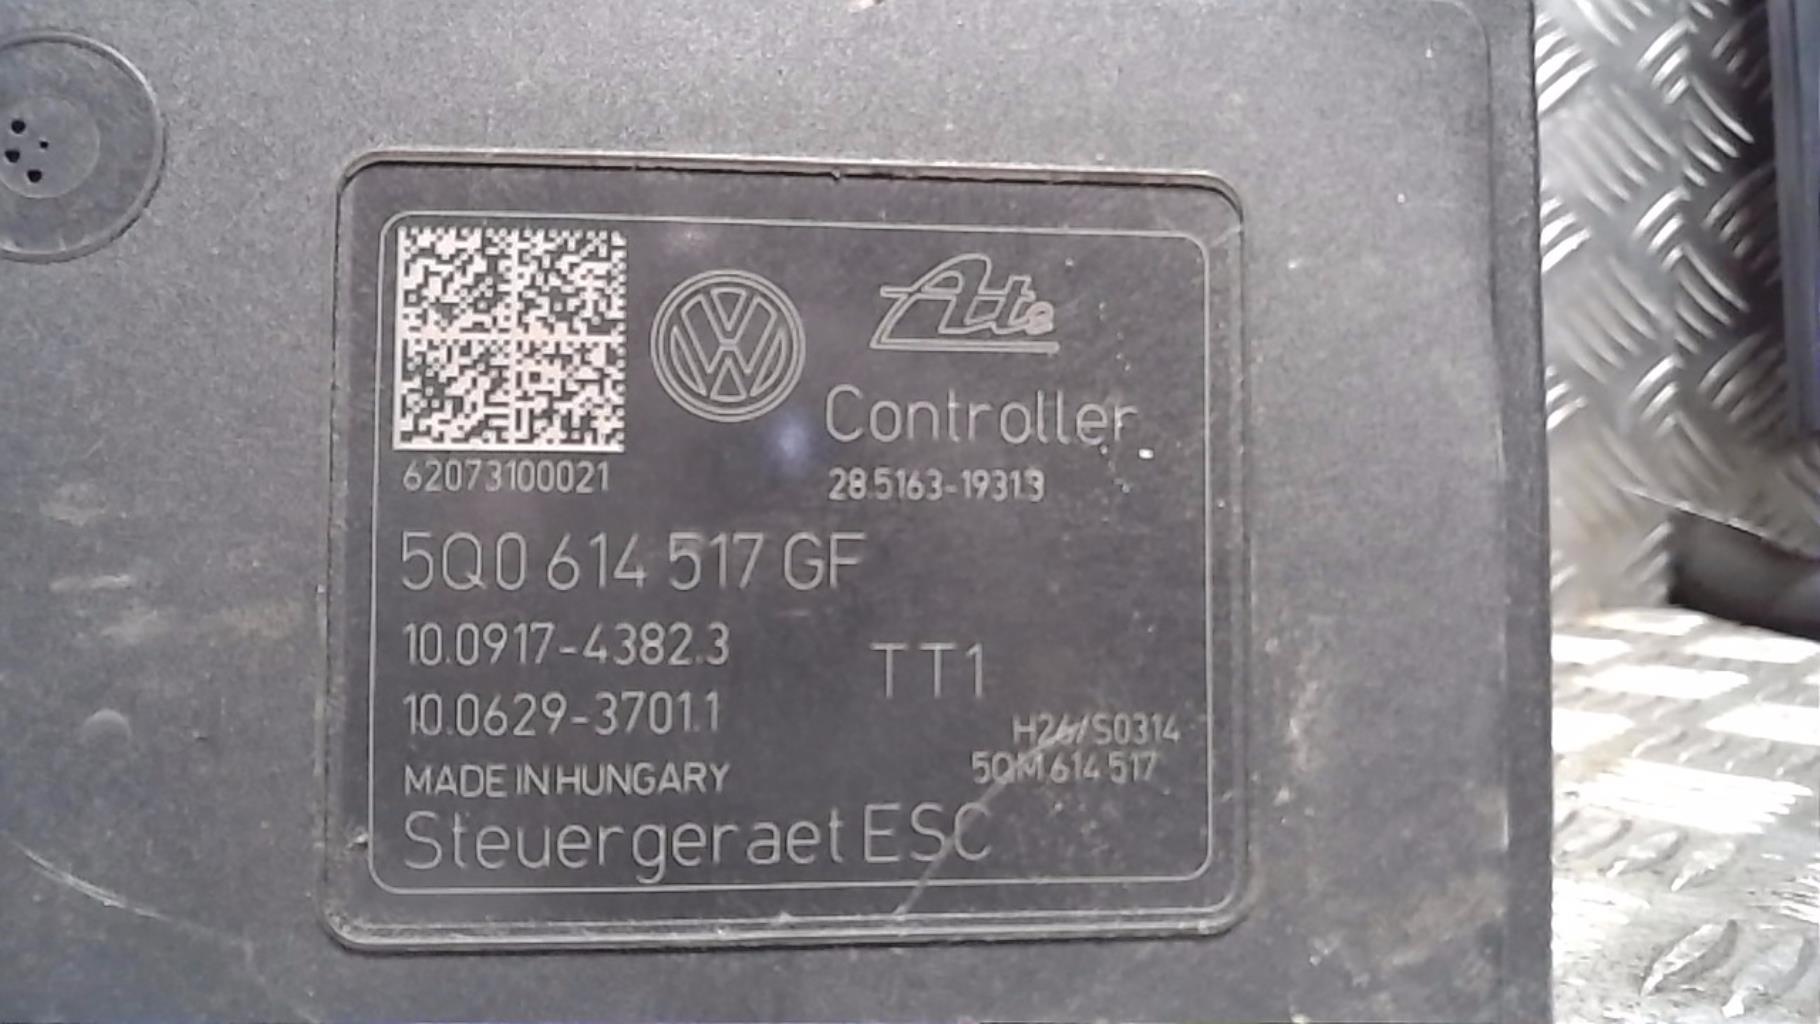 Ate
Controller
62073100021
28.5163-1931.3
5Q0 614 517 GF
10.0917-4382.3
TT1
10.0629-3701.1
H26/S0314
MADE IN HUNGARY
5QM 614 517
Steuergeraet ESC